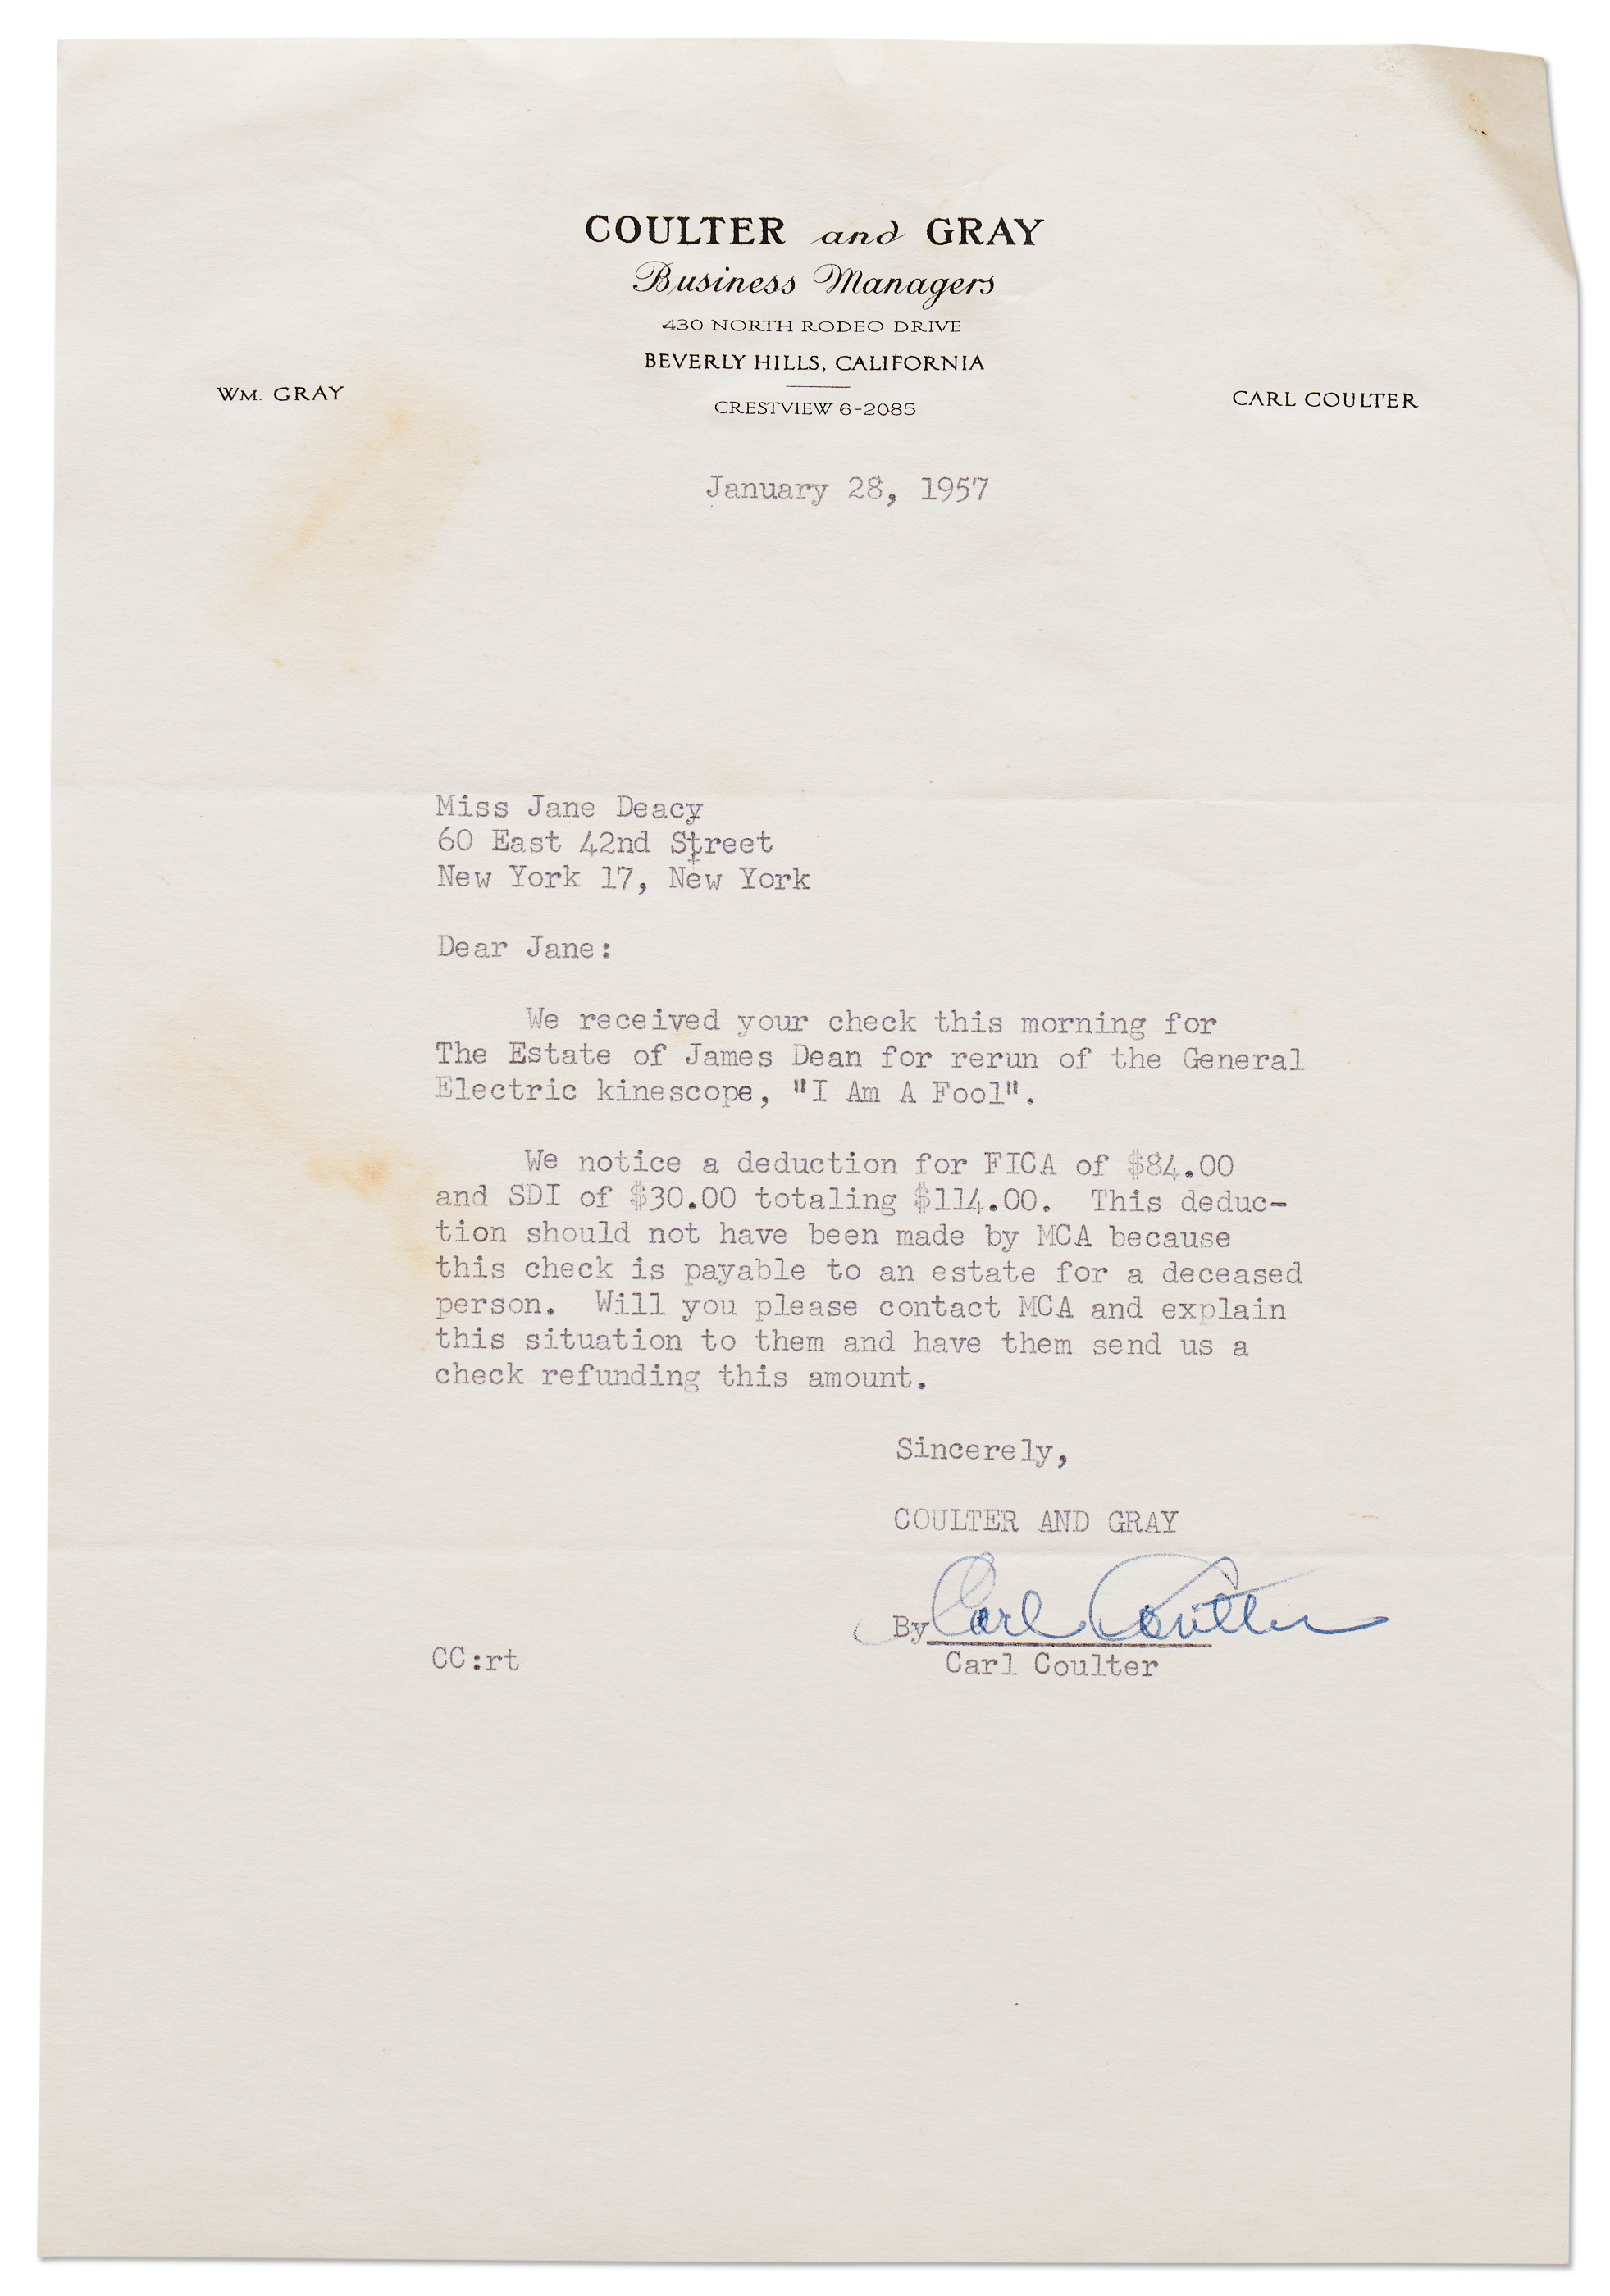 COULTER and GRAY
Business Managers
430 NORTH RODEO DRIVE
BEVERLY HILLS, CALIFORNIA
WM. GRAY
CRESTVIEW 6-2085
CARL COULTER
January 28, 1957
Miss Jane Deacy
60 East 42nd Street
New York 17, New York
Dear Jane:
We received your check this morning for
The Estate of James Dean for rerun of the General
Electric kinescope, "I Am A Fool".
We notice a deduction for FICA of $84.00
and SDI of $30.00 totaling $114.00. This deduc-
tion should not have been made by MCA because
this check is payable to an estate for a deceased
person. Will you please contact MCA and explain
this situation to them and have them send us a
check refunding this amount.
Sincerely,
COULTER AND GRAY
By Carl Coulter
CC:rt
Carl Coulter